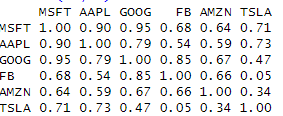 MSFT AAPL GOOG FB AMZN TSLA
MSFT 1.00 0.90 0.95 0.68 0.64 0.71
AAPL 0.90 1.00 0.79 0.54 0.59 0.73
GOOG 0.95 0.79 1.00 0.85 0.67 0.47
FB 0.68 0.54 0.85 1.00 0.66 0.05
AMZN 0.64 0.59 0.67 0.66 1.00 0.34
TSLA 0.71 0.73 0.47 0.05 0.34 1.00